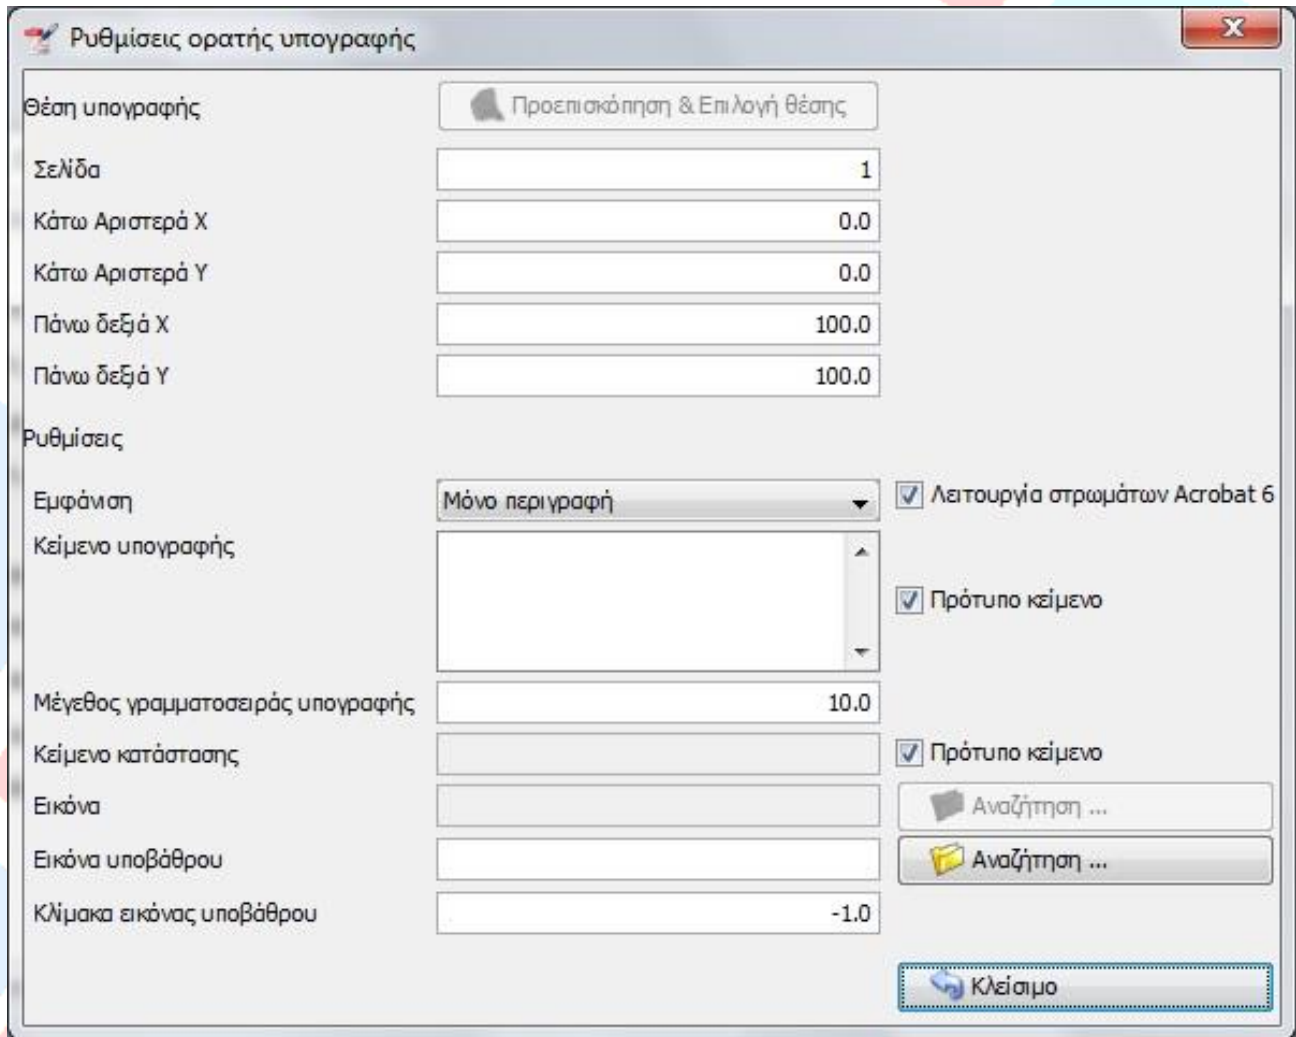 Ρυθμίσεις ορατής υπογραφής
Θέση υπογραφής Προεπισκόπηση & Επιλογή θέσης
Σελίδα 1
Κάτω Αριστερά X 0.0
Κάτω Αριστερά Y 0.0
Πάνω δεξιά X 100.0
Πάνω δεξιά Y 100.0
Ρυθμίσεις
Εμφάνιση Μόνο περιγραφή Λειτουργία στρωμάτων Acrobat 6
Κείμενο υπογραφής
Πρότυπο κείμενο
Μέγεθος γραμματοσειράς υπογραφής 10.0
Κείμενο κατάστασης Πρότυπο κείμενο
Εικόνα Αναζήτηση ...
Εικόνα υποβάθρου Αναζήτηση ...
Κλίμακα εικόνας υποβάθρου -1.0
Κλείσιμο